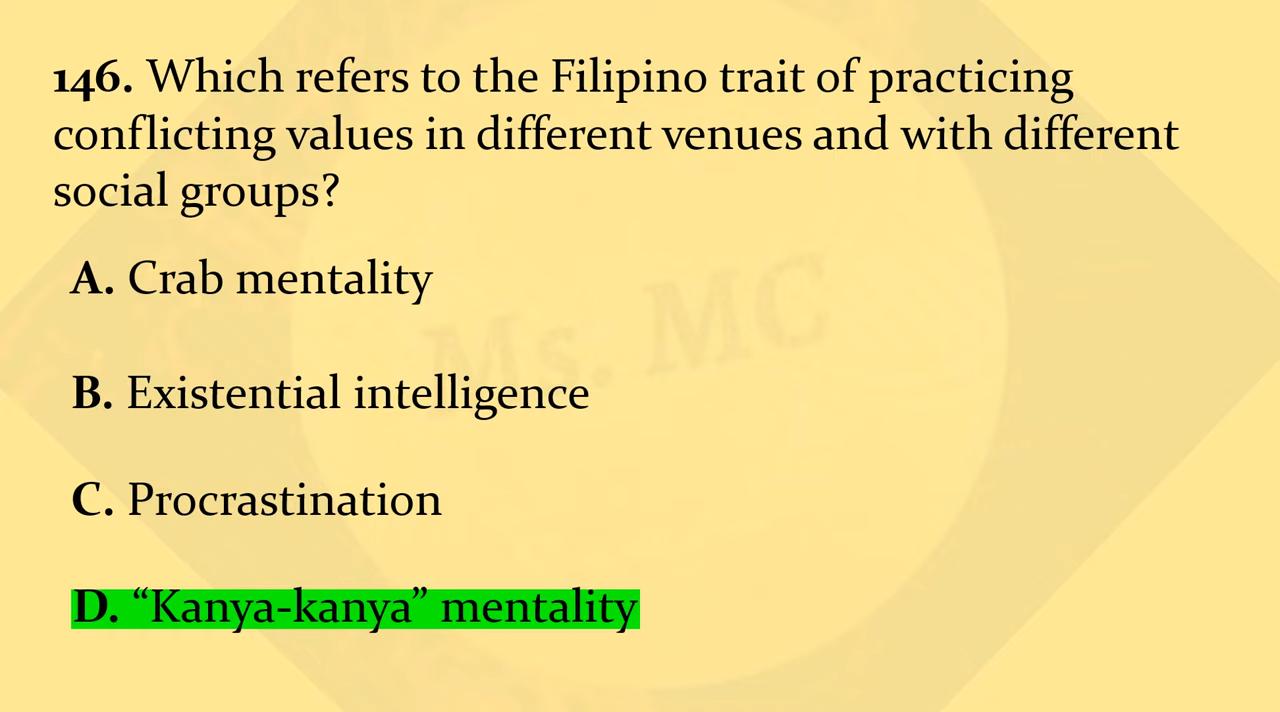 146. Which refers to the Filipino trait of practicing
conflicting values in different venues and with different
social groups?
A. Crab mentality
Ms. MC
B. Existential intelligence
C. Procrastination
D. “Kanya-kanya” mentality